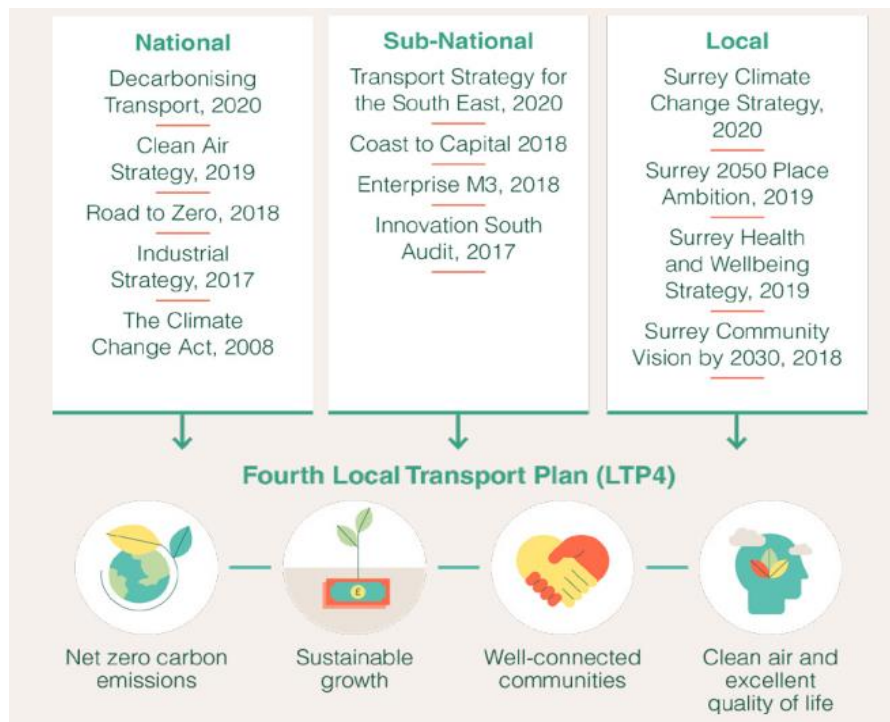 National
Decarbonising
Transport, 2020
Clean Air
Strategy, 2019
Road to Zero, 2018
Industrial
Strategy, 2017
The Climate
Change Act, 2008
Sub-National
Transport Strategy for
the South East, 2020
Coast to Capital 2018
Enterprise M3, 2018
Innovation South
Audit, 2017
Local
Surrey Climate
Change Strategy,
2020
Surrey 2050 Place
Ambition, 2019
Surrey Health
and Wellbeing
Strategy, 2019
Surrey Community
Vision by 2030, 2018
Fourth Local Transport Plan (LTP4)
£
Net zero carbon
emissions
Sustainable
growth
Well-connected
communities
Clean air and
excellent
quality of life